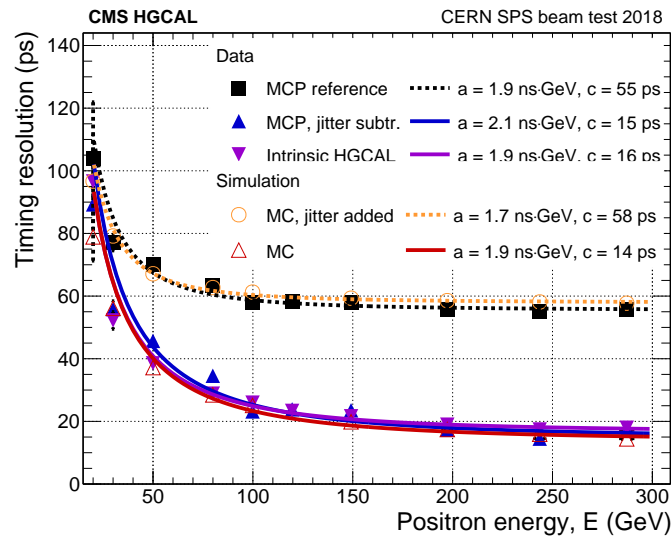 CMS HGCAL CERN SPS beam test 2018
Timing resolution (ps)
140
120
100
80
60
40
20
0
Data
MCP reference a = 1.9 ns·GeV, c = 55 ps
MCP, jitter subtr. a = 2.1 ns·GeV, c = 15 ps
Intrinsic HGCAL a = 1.9 ns·GeV, c = 16 ps
Simulation
MC, jitter added a = 1.7 ns·GeV, c = 58 ps
MC a = 1.9 ns·GeV, c = 14 ps
50 100 150 200 250 300
Positron energy, E (GeV)